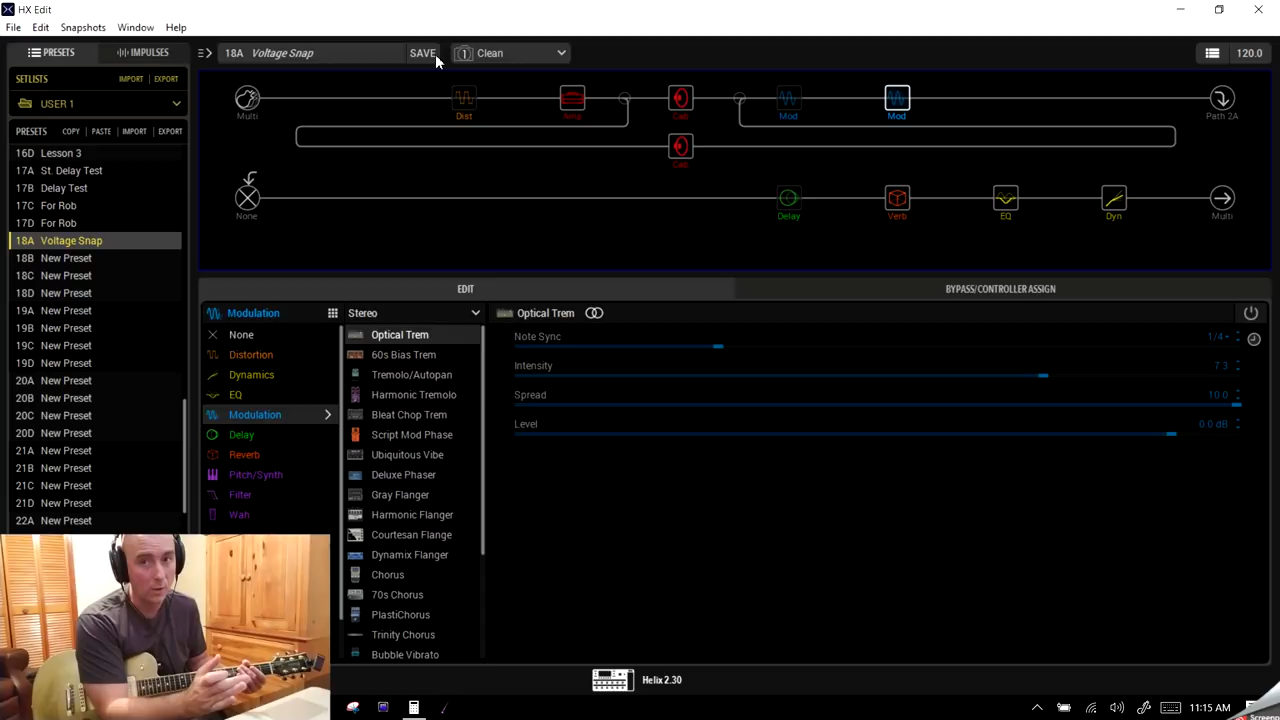 HX Edit
File Edit Snapshots Window Help
PRESETS IMPULSES
18A Voltage Snap SAVE 1 Clean 120.0
SETLISTS IMPORT EXPORT
USER 1
PRESETS COPY PASTE IMPORT EXPORT
16D Lesson 3
17A St. Delay Test
17B Delay Test
17C For Rob
17D For Rob
18A Voltage Snap
18B New Preset
18C New Preset
18D New Preset
19A New Preset
19B New Preset
19C New Preset
19D New Preset
20A New Preset
20B New Preset
20C New Preset
20D New Preset
21A New Preset
21B New Preset
21C New Preset
21D New Preset
22A New Preset
Multi Dist Amp Cab Mod Mod Path 2A
Cab
None Delay Verb EQ Dyn Multi
EDIT BYPASS/CONTROLLER ASSIGN
Modulation
None
Distortion
Dynamics
EQ
Modulation
Delay
Reverb
Pitch/Synth
Filter
Wah
Stereo
Optical Trem
60s Bias Trem
Tremolo/Autopan
Harmonic Tremolo
Bleat Chop Trem
Script Mod Phase
Ubiquitous Vibe
Deluxe Phaser
Gray Flanger
Harmonic Flanger
Courtesan Flange
Dynamix Flanger
Chorus
70s Chorus
PlastiChorus
Trinity Chorus
Bubble Vibrato
Optical Trem
Note Sync 1/4
Intensity 7.3
Spread 10.0
Level 0.0 dB
Helix 2.30
11:15 AM